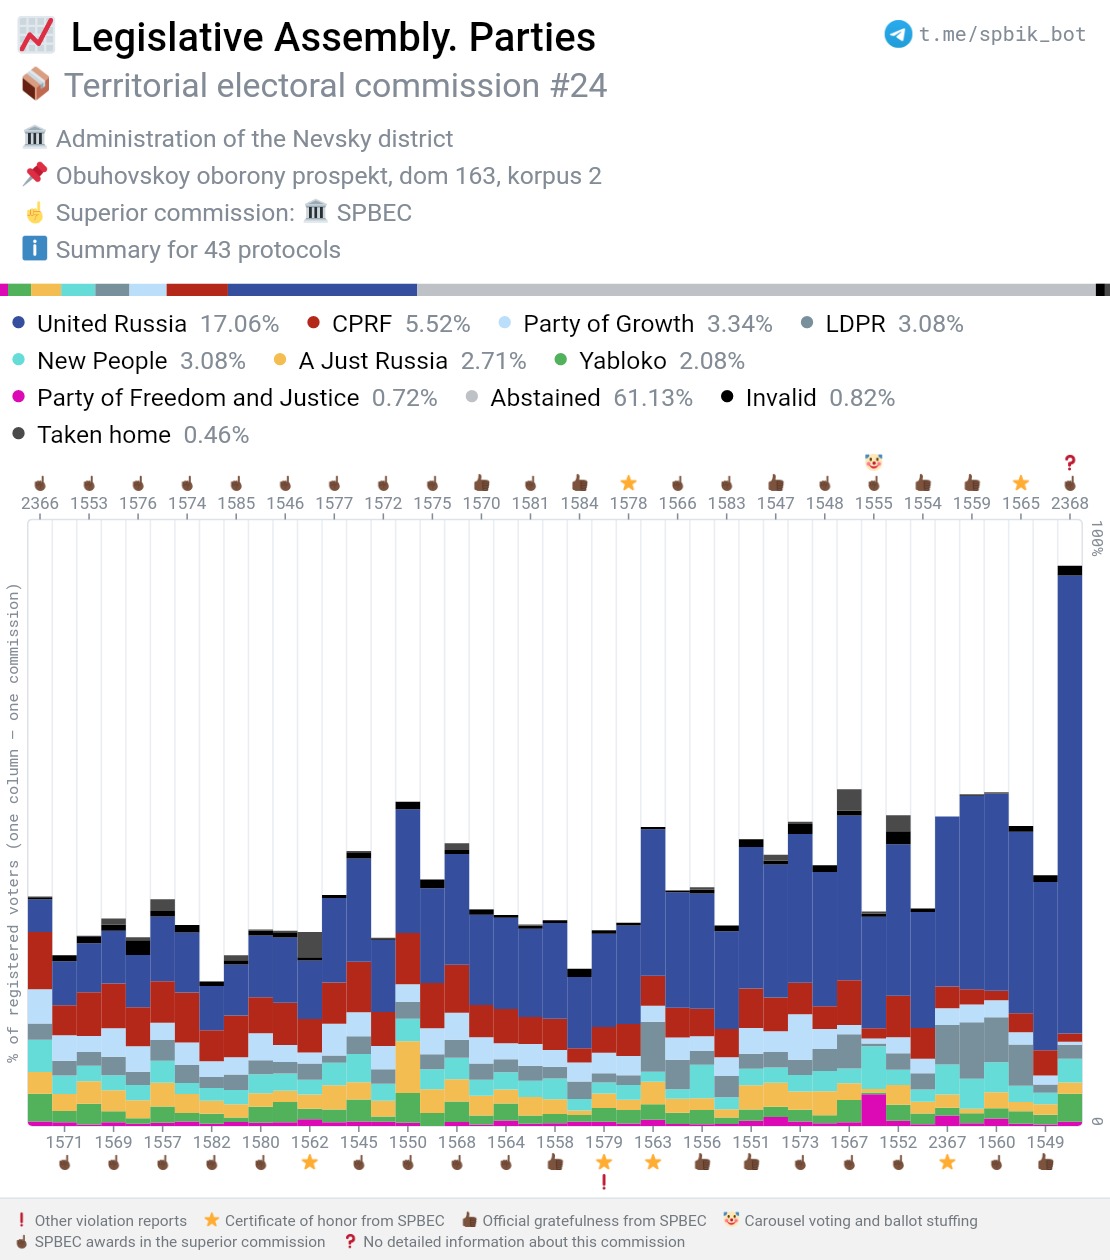 Legislative Assembly. Parties
t.me/spbik_bot
Territorial electoral commission #24
Administration of the Nevsky district
Obuhovskoy oborony prospekt, dom 163, korpus 2
Superior commission: SPBEC
Summary for 43 protocols
United Russia 17.06% CPRF 5.52% Party of Growth 3.34% LDPR 3.08%
New People 3.08% A Just Russia 2.71% Yabloko 2.08%
Party of Freedom and Justice 0.72% Abstained 61.13% Invalid 0.82%
Taken home 0.46%
2366 1553 1576 1574 1585 1546 1577 1572 1575 1570 1581 1584 1578 1566 1583 1547 1548 1555 1554 1559 1565 2368
100%
% of registered voters (one column – one commission)
0
1571 1569 1557 1582 1580 1562 1545 1550 1568 1564 1558 1579 1563 1556 1551 1573 1567 1552 2367 1560 1549
Other violation reports Certificate of honor from SPBEC Official gratefulness from SPBEC Carousel voting and ballot stuffing
SPBEC awards in the superior commission No detailed information about this commission